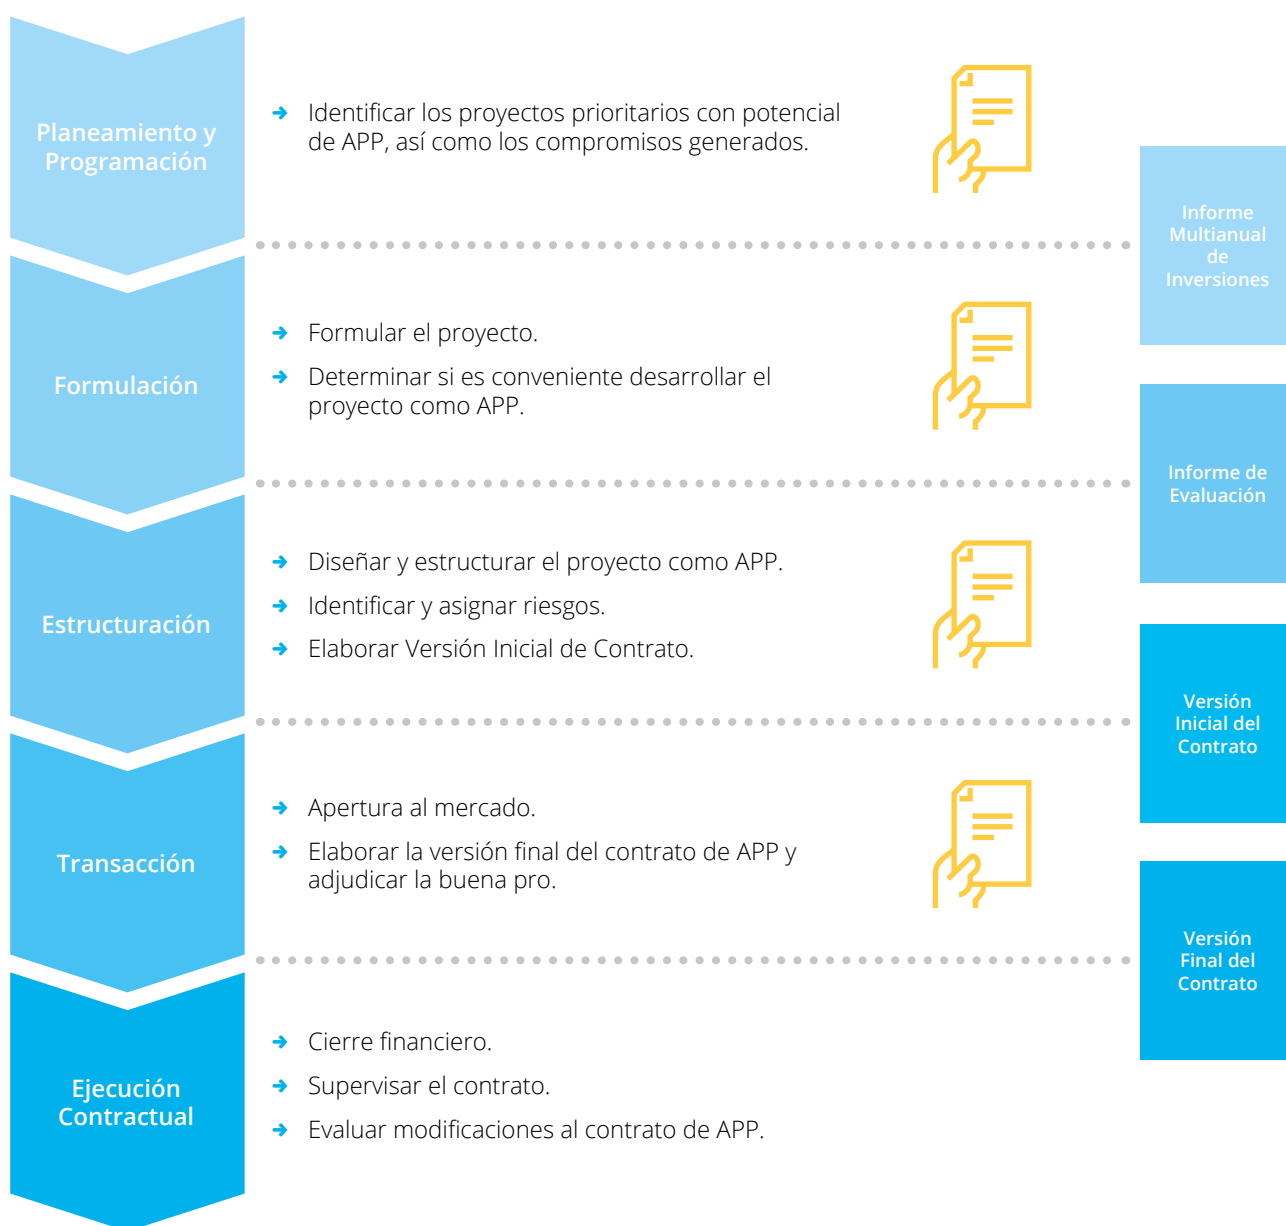 Planeamiento y
Programación
Identificar los proyectos prioritarios con potencial
de APP, así como los compromisos generados.
Informe
Multianual
de
Inversiones
Formulación
Formular el proyecto.
Determinar si es conveniente desarrollar el
proyecto como APP.
Informe de
Evaluación
Estructuración
Diseñar y estructurar el proyecto como APP.
Identificar y asignar riesgos.
Elaborar Versión Inicial de Contrato.
Versión
Inicial del
Contrato
Transacción
Apertura al mercado.
Elaborar la versión final del contrato de APP y
adjudicar la buena pro.
Versión
Final del
Contrato
Ejecución
Contractual
Cierre financiero.
Supervisar el contrato.
Evaluar modificaciones al contrato de APP.